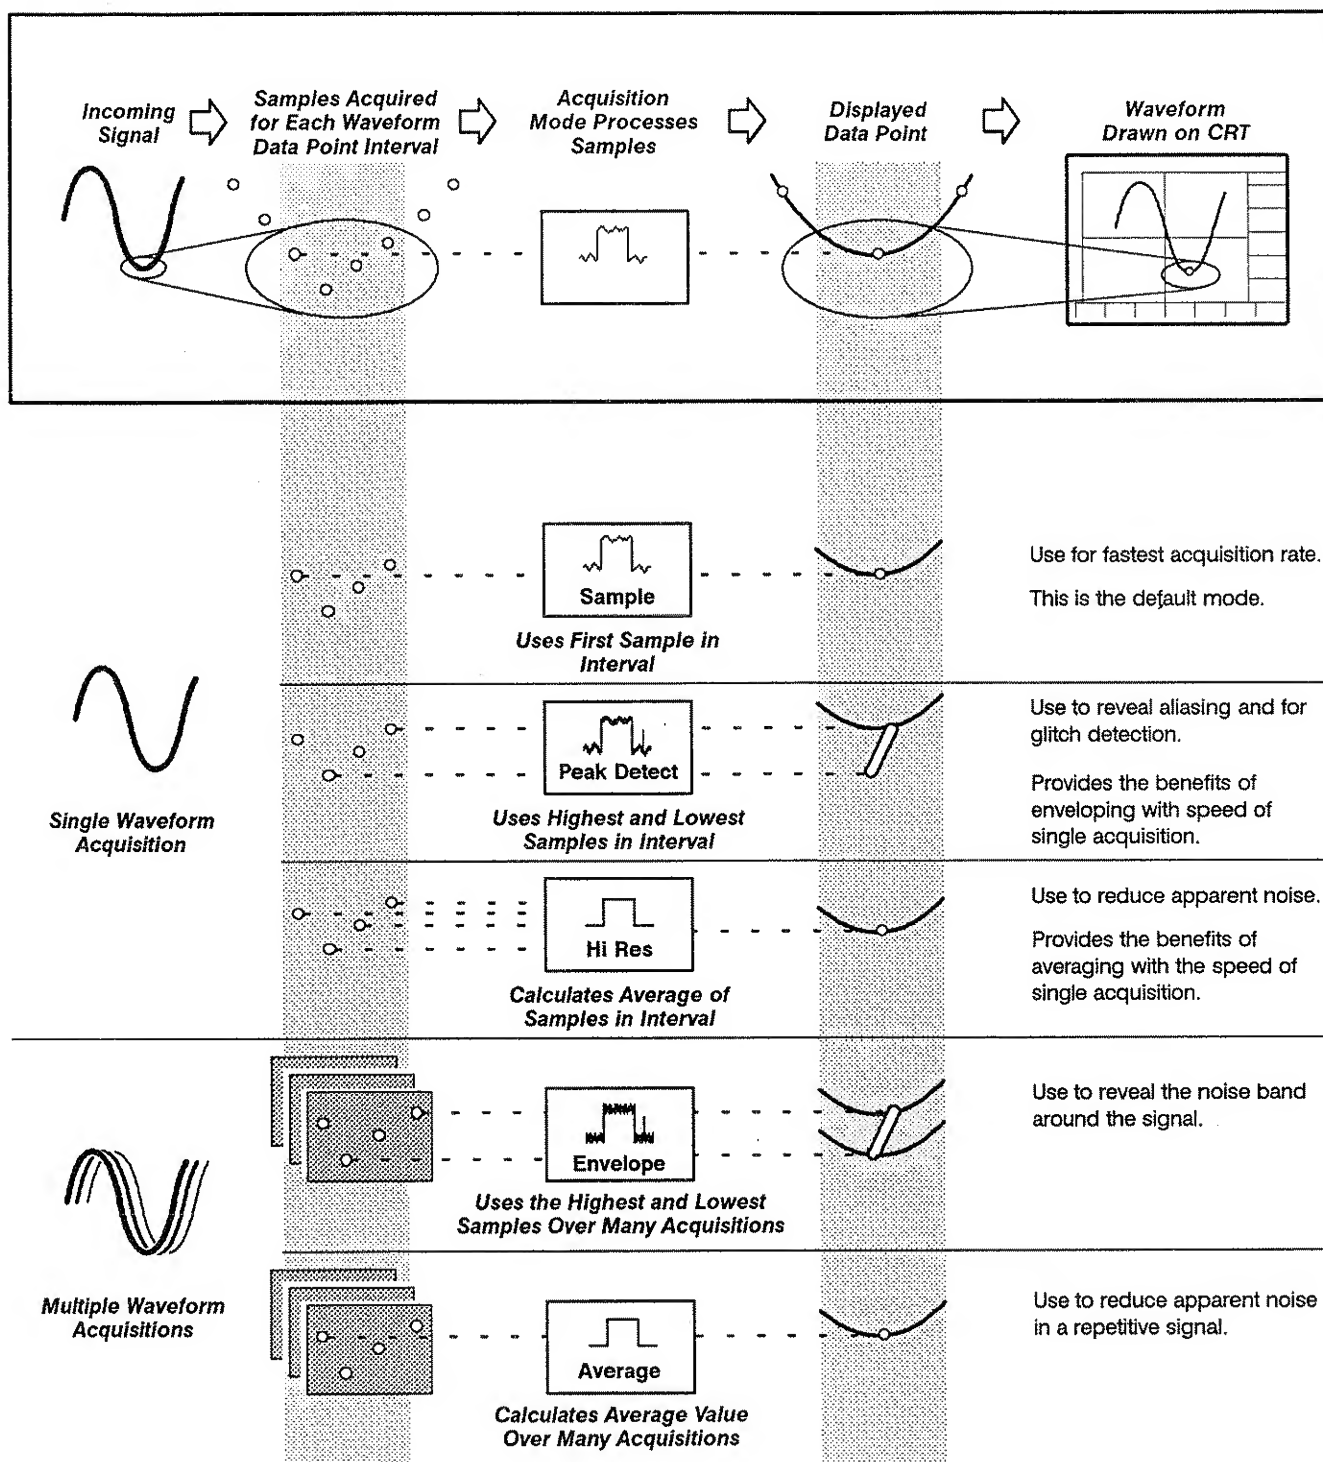 Incoming
Signal
Samples Acquired
for Each Waveform
Data Point Interval
Acquisition
Mode Processes
Samples
Displayed
Data Point
Waveform
Drawn on CRT
Sample
Uses First Sample in
Interval
Use for fastest acquisition rate.
This is the default mode.
Single Waveform
Acquisition
Peak Detect
Uses Highest and Lowest
Samples in Interval
Use to reveal aliasing and for
glitch detection.
Provides the benefits of
enveloping with speed of
single acquisition.
Hi Res
Calculates Average of
Samples in Interval
Use to reduce apparent noise.
Provides the benefits of
averaging with the speed of
single acquisition.
Multiple Waveform
Acquisitions
Envelope
Uses the Highest and Lowest
Samples Over Many Acquisitions
Use to reveal the noise band
around the signal.
Average
Calculates Average Value
Over Many Acquisitions
Use to reduce apparent noise
in a repetitive signal.